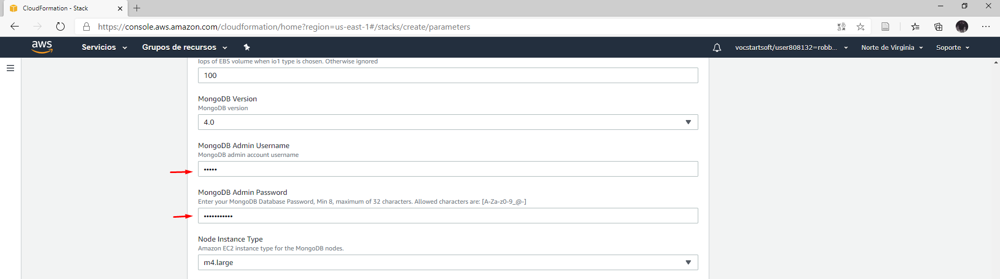 CloudFormation - Stack
https://console.aws.amazon.com/cloudformation/home?region=us-east-1#/stacks/create/parameters
aws Servicios Grupos de recursos vocstartsoft/user808132=robb... Norte de Virginia Soporte
Iops of EBS volume when io1 type is chosen. Otherwise ignored
100
MongoDB Version
MongoDB version
4.0
MongoDB Admin Username
MongoDB admin account username
•••••
MongoDB Admin Password
Enter your MongoDB Database Password, Min 8, maximum of 32 characters. Allowed characters are: [A-Za-z0-9_@-]
•••••••••••
Node Instance Type
Amazon EC2 instance type for the MongoDB nodes.
m4.large